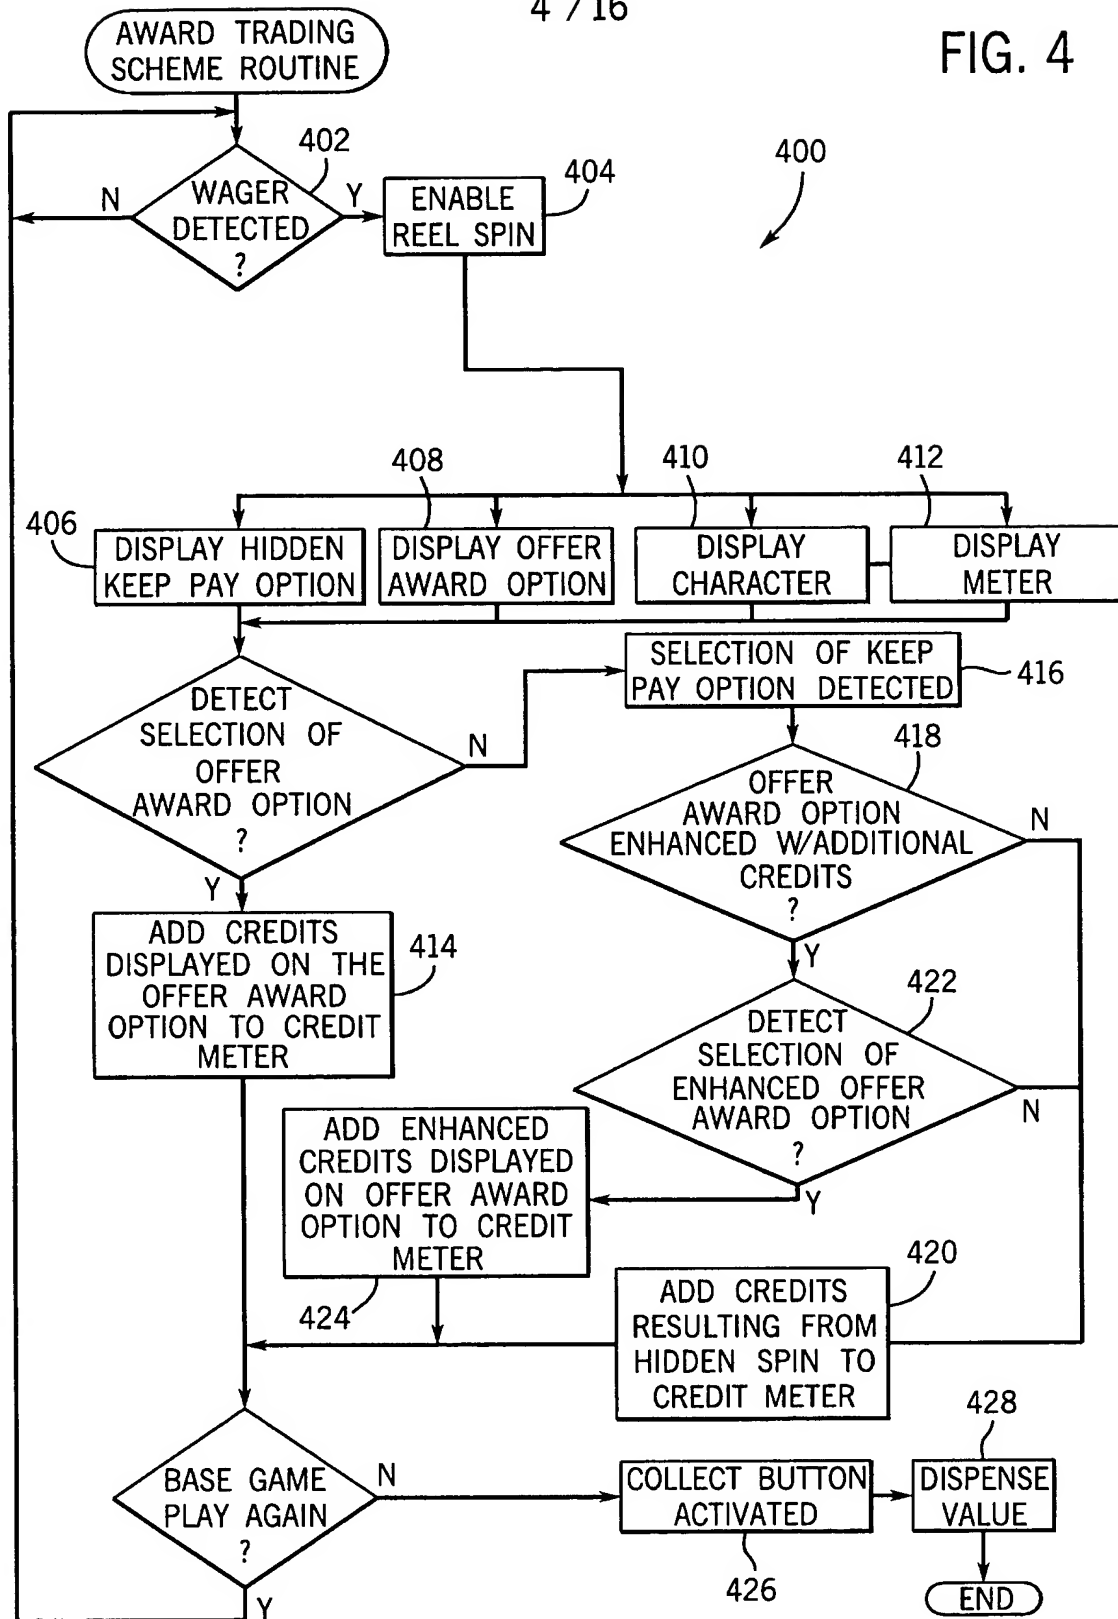 4 / 16
FIG. 4
AWARD TRADING
SCHEME ROUTINE
400
402
WAGER
DETECTED
?
N
Y
404
ENABLE
REEL SPIN
406
DISPLAY HIDDEN
KEEP PAY OPTION
408
DISPLAY OFFER
AWARD OPTION
410
DISPLAY
CHARACTER
412
DISPLAY
METER
DETECT
SELECTION OF
OFFER
AWARD OPTION
?
N
Y
SELECTION OF KEEP
PAY OPTION DETECTED
416
418
OFFER
AWARD OPTION
ENHANCED W/ADDITIONAL
CREDITS
?
N
Y
ADD CREDITS
DISPLAYED ON THE
OFFER AWARD
OPTION TO CREDIT
METER
414
422
DETECT
SELECTION OF
ENHANCED OFFER
AWARD OPTION
?
N
Y
ADD ENHANCED
CREDITS DISPLAYED
ON OFFER AWARD
OPTION TO CREDIT
METER
424
420
ADD CREDITS
RESULTING FROM
HIDDEN SPIN TO
CREDIT METER
BASE GAME
PLAY AGAIN
?
N
Y
COLLECT BUTTON
ACTIVATED
426
428
DISPENSE
VALUE
END